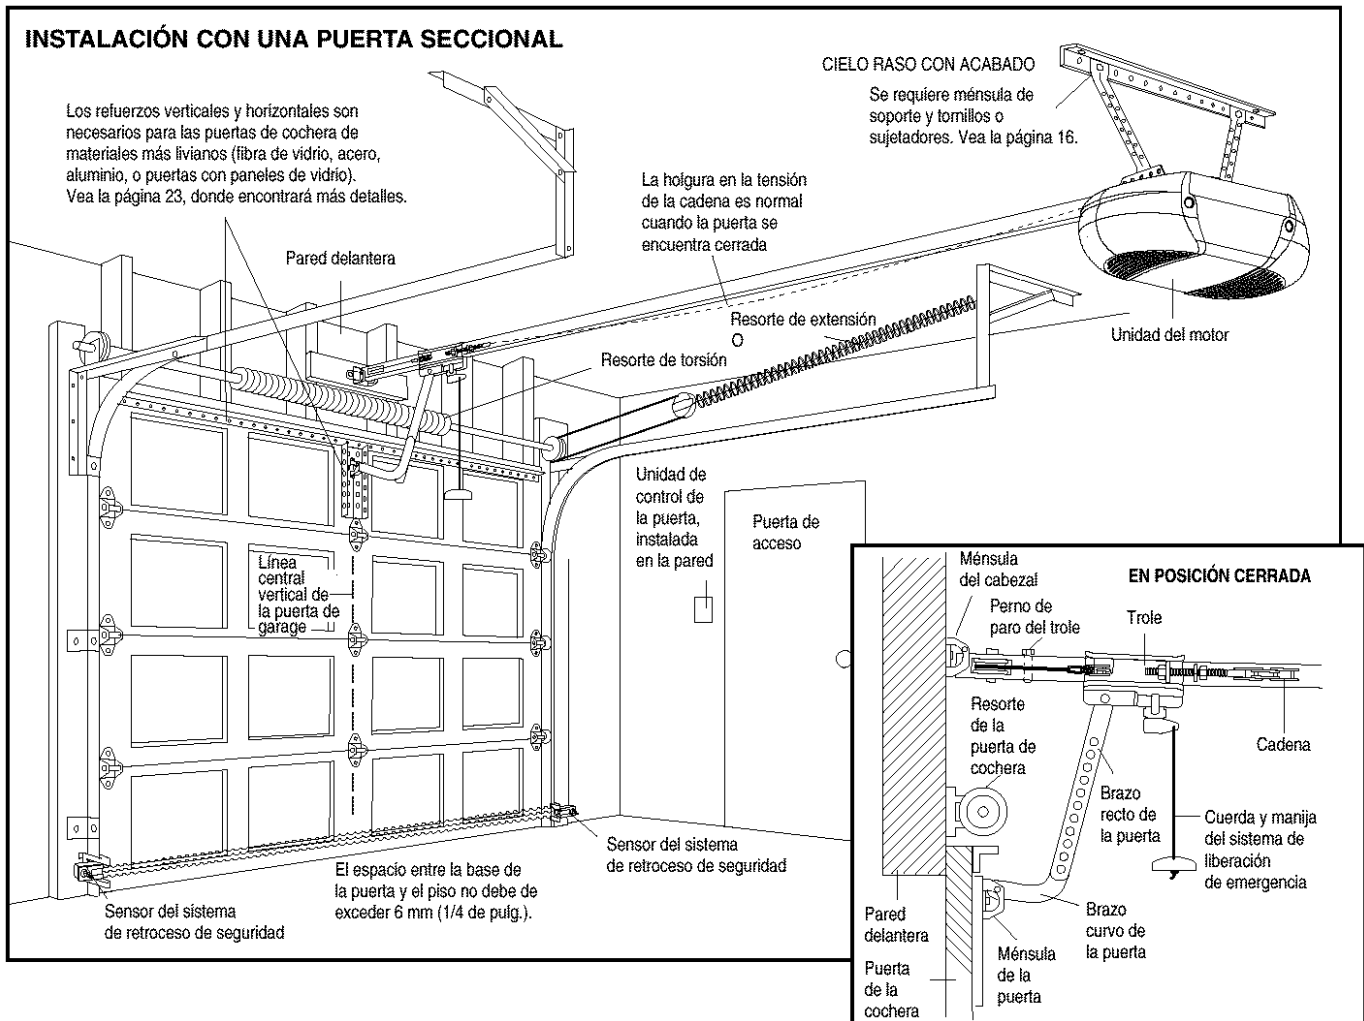 INSTALACIÓN CON UNA PUERTA SECCIONAL
CIELO RASO CON ACABADO
Se requiere ménsula de
soporte y tornillos o
sujetadores. Vea la página 16.
Los refuerzos verticales y horizontales son
necesarios para las puertas de cochera de
materiales más livianos (fibra de vidrio, acero,
aluminio, o puertas con paneles de vidrio).
Vea la página 23, donde encontrará más detalles.
La holgura en la tensión
de la cadena es normal
cuando la puerta se
encuentra cerrada
Pared delantera
Resorte de extensión
O
Resorte de torsión
Unidad del motor
Unidad de
control de
la puerta,
instalada
en la pared
Puerta de
acceso
Línea
central
vertical de
la puerta de
garage
Sensor del sistema
de retroceso de seguridad
El espacio entre la base de
la puerta y el piso no debe de
exceder 6 mm (1/4 de pulg.).
Sensor del sistema
de retroceso de seguridad
EN POSICIÓN CERRADA
Ménsula
del cabezal
Perno de
paro del trole
Trole
Resorte
de la
puerta de
cochera
Cadena
Brazo
recto de
la puerta
Cuerda y manija
del sistema de
liberación
de emergencia
Pared
delantera
Brazo
curvo de
la puerta
Ménsula
de la
puerta
Puerta
de la
cochera